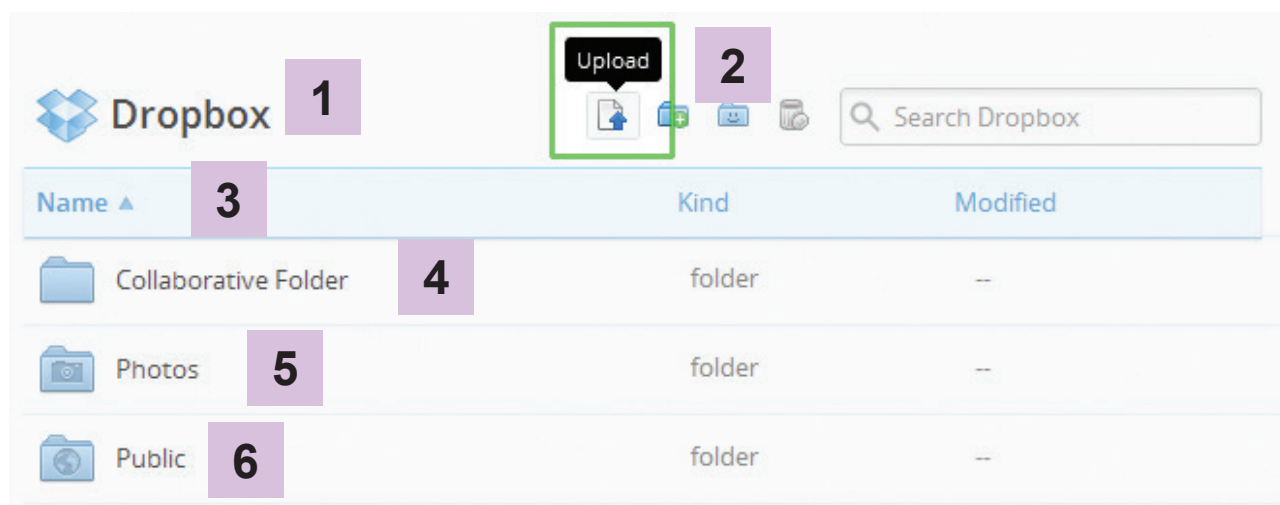 Upload 2
Dropbox 1 Search Dropbox
Name 3 Kind Modified
Collaborative Folder 4 folder --
Photos 5 folder --
Public 6 folder --